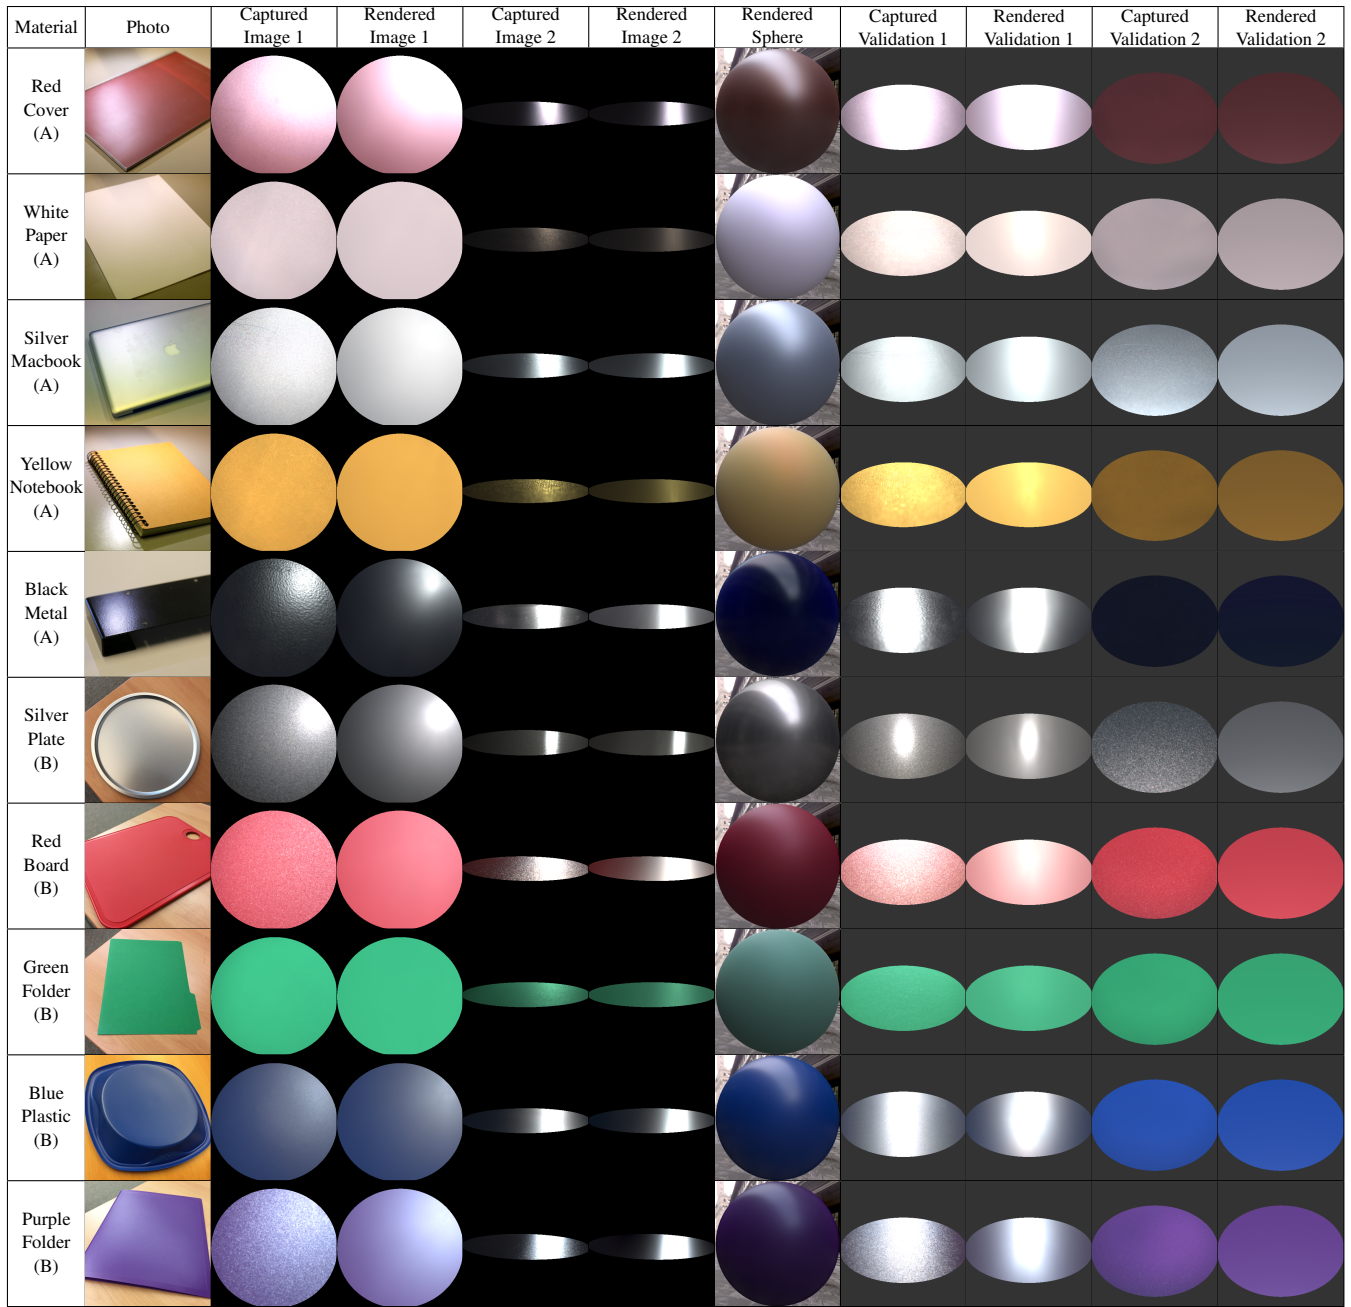 Material
Photo
Captured
Image 1
Rendered
Image 1
Captured
Image 2
Rendered
Image 2
Rendered
Sphere
Captured
Validation 1
Rendered
Validation 1
Captured
Validation 2
Rendered
Validation 2
Red
Cover
(A)
White
Paper
(A)
Silver
Macbook
(A)
Yellow
Notebook
(A)
Black
Metal
(A)
Silver
Plate
(B)
Red
Board
(B)
Green
Folder
(B)
Blue
Plastic
(B)
Purple
Folder
(B)